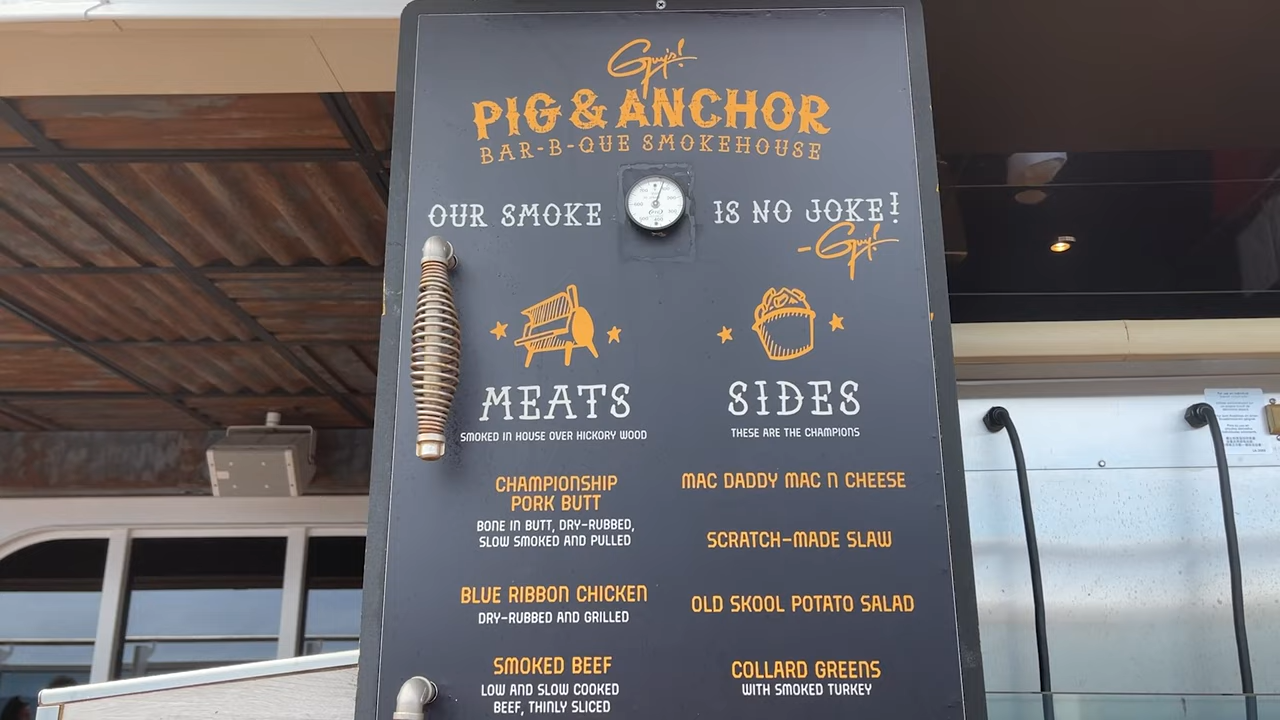 Guy's!
PIG & ANCHOR
BAR-B-QUE SMOKEHOUSE
OUR SMOKE IS NO JOKE!
-Guy!
MEATS
SMOKED IN HOUSE OVER HICKORY WOOD
CHAMPIONSHIP
PORK BUTT
BONE IN BUTT, DRY-RUBBED,
SLOW SMOKED AND PULLED
BLUE RIBBON CHICKEN
DRY-RUBBED AND GRILLED
SMOKED BEEF
LOW AND SLOW COOKED
BEEF, THINLY SLICED
SIDES
THESE ARE THE CHAMPIONS
MAC DADDY MAC N CHEESE
SCRATCH-MADE SLAW
OLD SKOOL POTATO SALAD
COLLARD GREENS
WITH SMOKED TURKEY